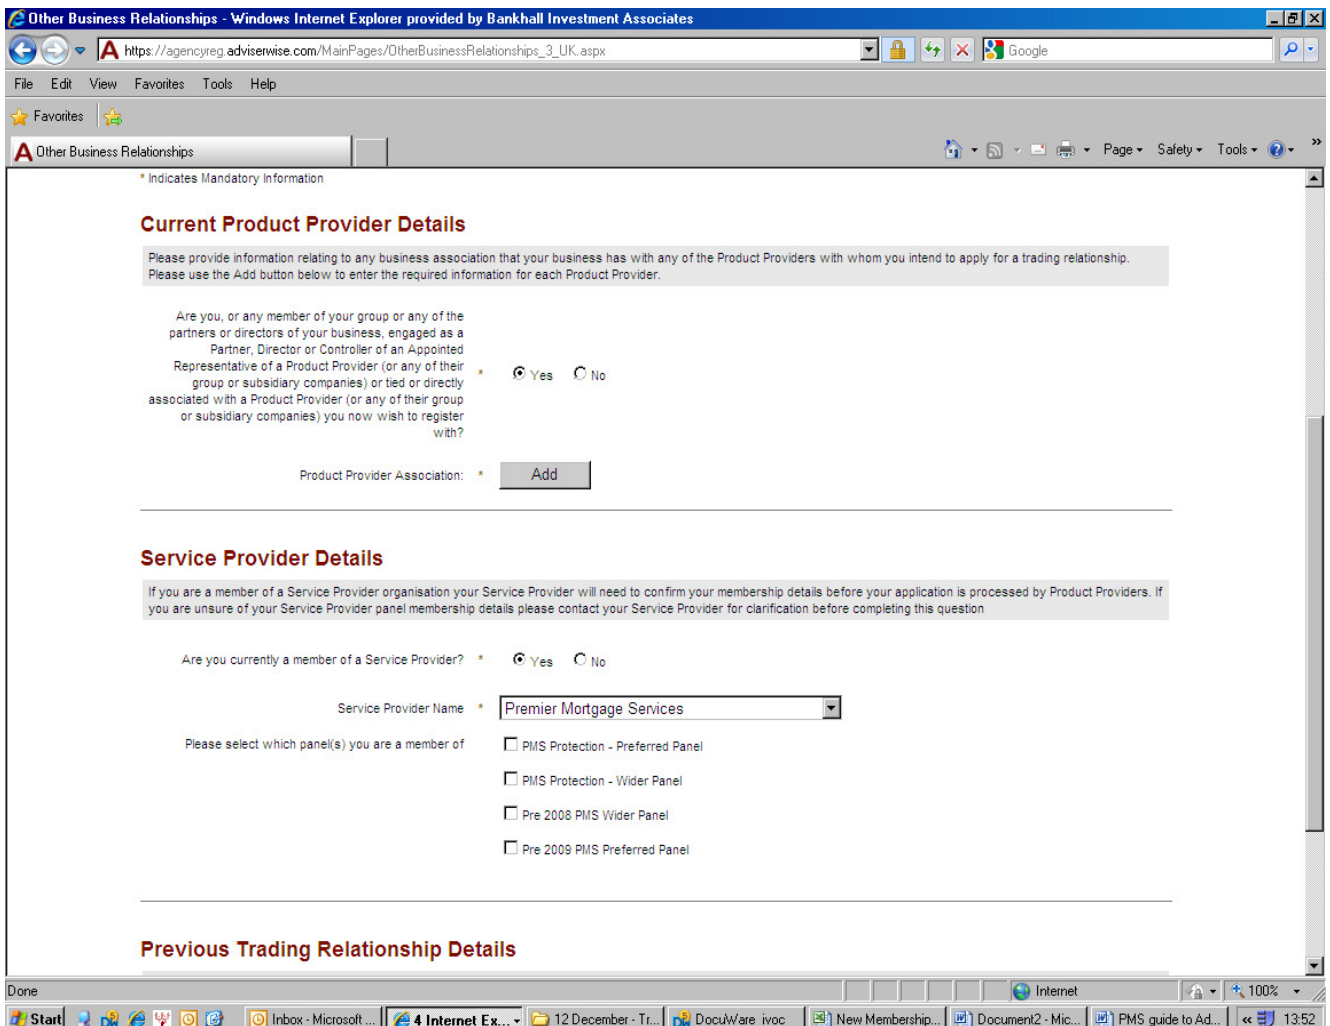 Other Business Relationships - Windows Internet Explorer provided by Bankhall Investment Associates
https://agencyreg.adviserwise.com/MainPages/OtherBusinessRelationships_3_UK.aspx
Google
File Edit View Favorites Tools Help
Favorites
Other Business Relationships
Page Safety Tools
* Indicates Mandatory Information
Current Product Provider Details
Please provide information relating to any business association that your business has with any of the Product Providers with whom you intend to apply for a trading relationship.
Please use the Add button below to enter the required information for each Product Provider.
Are you, or any member of your group or any of the
partners or directors of your business, engaged as a
Partner, Director or Controller of an Appointed
Representative of a Product Provider (or any of their
group or subsidiary companies) or tied or directly
associated with a Product Provider (or any of their group
or subsidiary companies) you now wish to register
with?
* Yes No
Product Provider Association: * Add
Service Provider Details
If you are a member of a Service Provider organisation your Service Provider will need to confirm your membership details before your application is processed by Product Providers. If
you are unsure of your Service Provider panel membership details please contact your Service Provider for clarification before completing this question
Are you currently a member of a Service Provider? * Yes No
Service Provider Name * Premier Mortgage Services
Please select which panel(s) you are a member of
PMS Protection - Preferred Panel
PMS Protection - Wider Panel
Pre 2008 PMS Wider Panel
Pre 2009 PMS Preferred Panel
Previous Trading Relationship Details
Done Internet 100%
Start Inbox - Microsoft ... 4 Internet Ex... 12 December - Tr... DocuWare ivoc New Membership... Document2 - Mic... PMS guide to Ad... 13:52